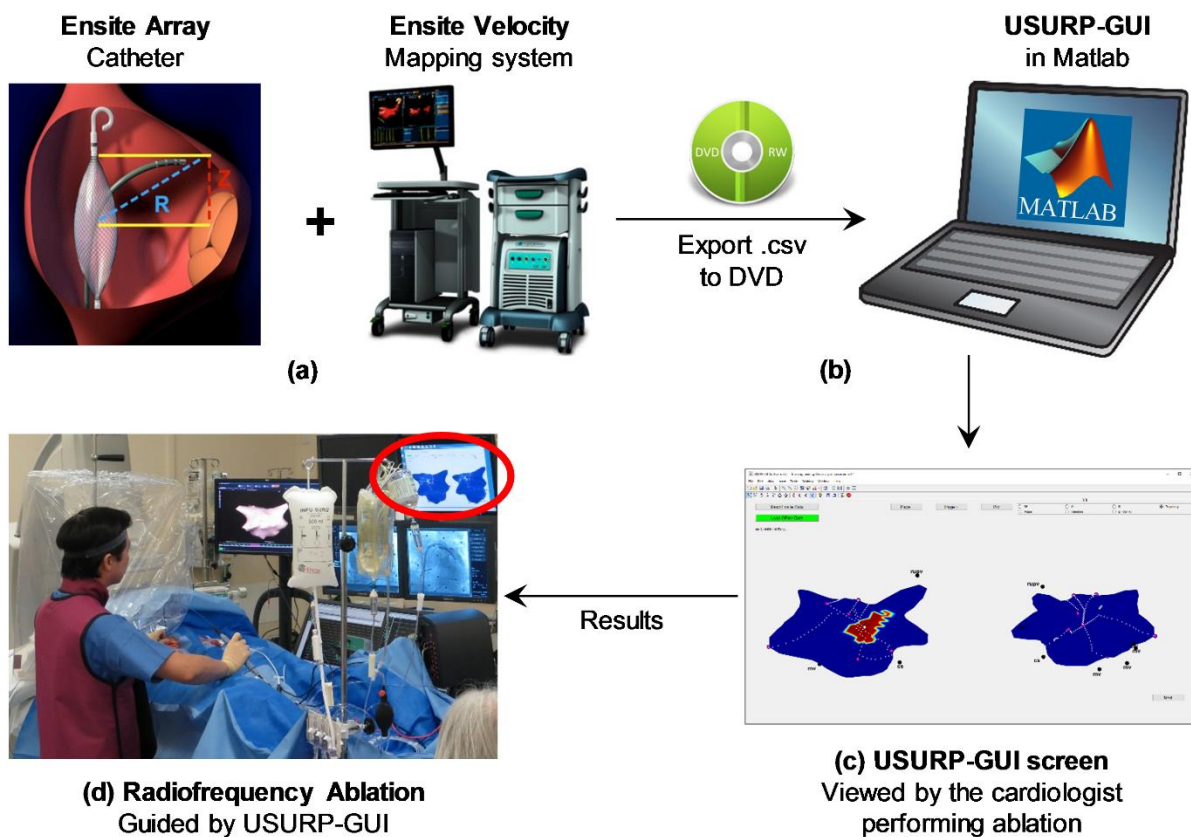 Ensite Array
Catheter
Ensite Velocity
Mapping system
USURP-GUI
in Matlab
R
Z
DVD
RW
MATLAB
Export .csv
to DVD
(a)
(b)
Results
(c) USURP-GUI screen
Viewed by the cardiologist
performing ablation
(d) Radiofrequency Ablation
Guided by USURP-GUI